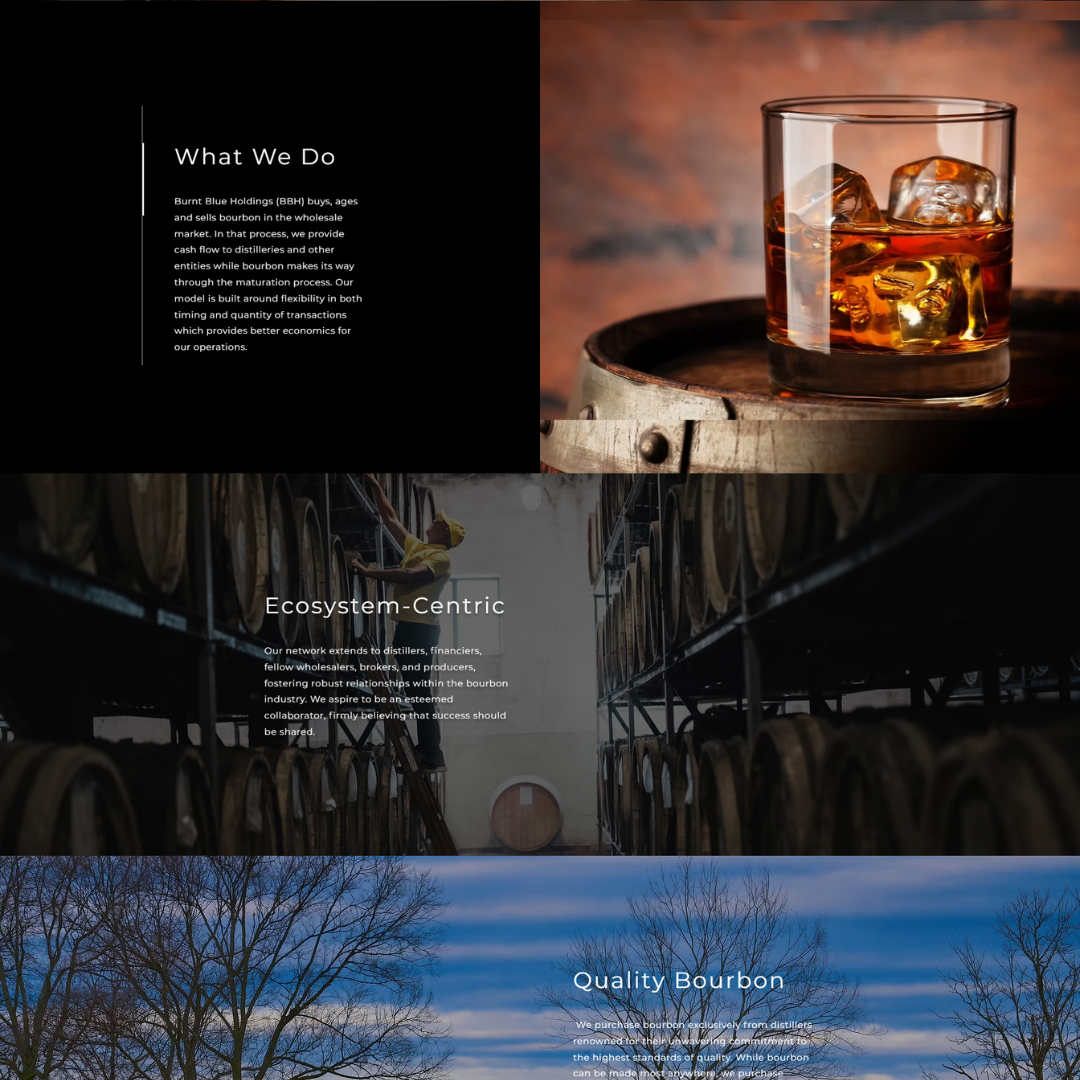 What We Do
Burnt Blue Holdings (BBH) buys, ages
and sells bourbon in the wholesale
market. In that process, we provide
cash flow to distilleries and other
entities while bourbon makes its way
through the maturation process. Our
model is built around flexibility in both
timing and quantity of transactions
which provides better economics for
our operations.
Ecosystem-Centric
Our network extends to distillers, financiers,
fellow wholesalers, brokers, and producers,
fostering robust relationships within the bourbon
industry. We aspire to be an esteemed
collaborator, firmly believing that success should
be shared.
Quality Bourbon
We purchase bourbon exclusively from distillers
renowned for their unwavering commitment to
the highest standards of quality. While bourbon
can be made most anywhere, we purchase